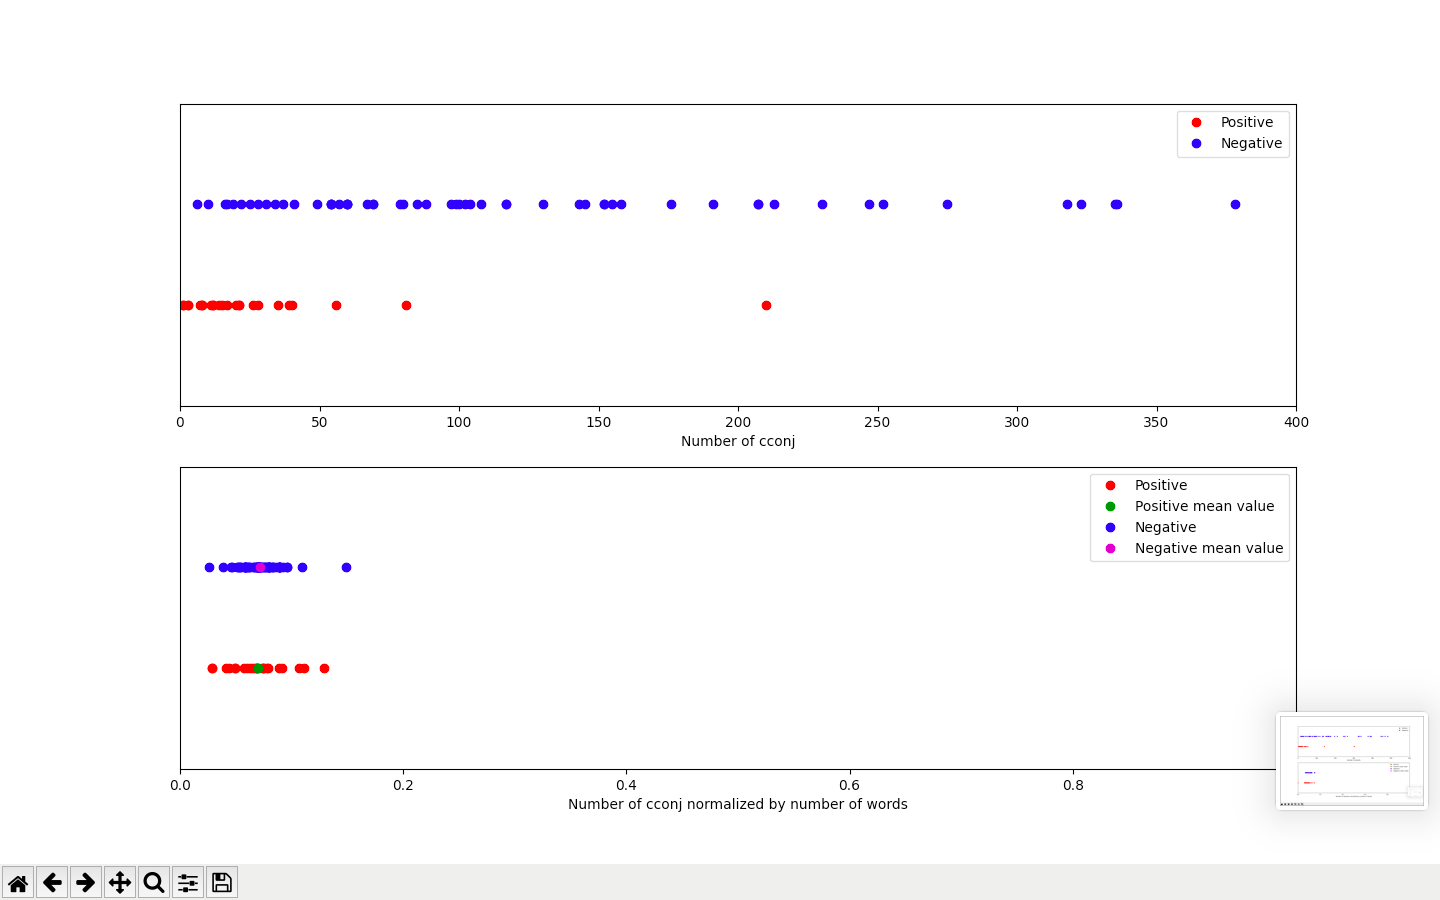 Positive
Negative
0 50 100 150 200 250 300 350 400
Number of cconj
Positive
Positive mean value
Negative
Negative mean value
0.0 0.2 0.4 0.6 0.8
Number of cconj normalized by number of words